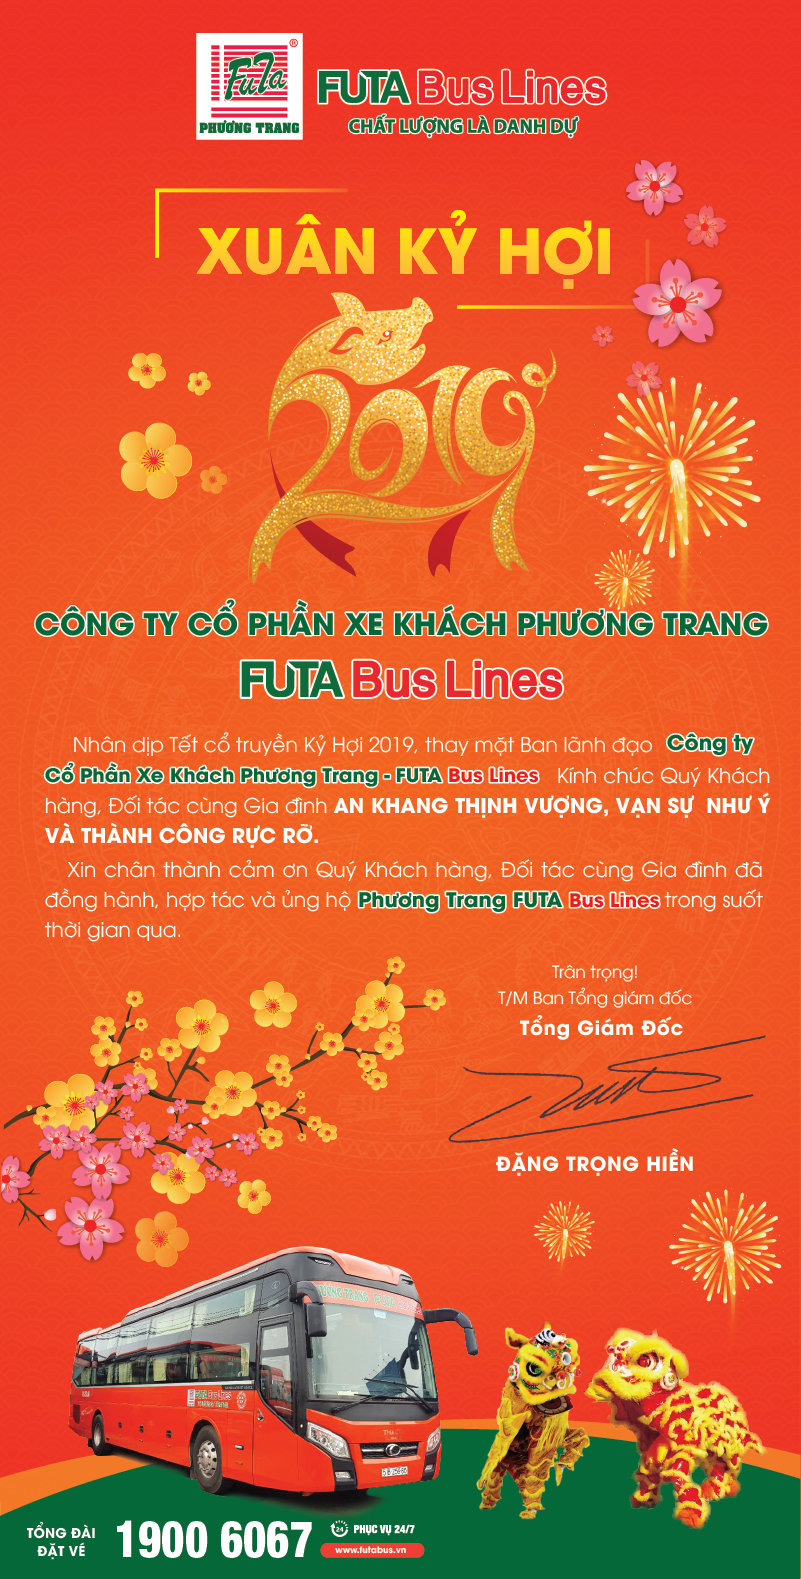 FuTa ®
PHƯƠNG TRANG
FUTA Bus Lines
CHẤT LƯỢNG LÀ DANH DỰ
XUÂN KỶ HỢI
2019
CÔNG TY CỔ PHẦN XE KHÁCH PHƯƠNG TRANG
FUTA Bus Lines
Nhân dịp Tết cổ truyền Kỷ Hợi 2019, thay mặt Ban lãnh đạo Công ty
Cổ Phần Xe Khách Phương Trang - FUTA Bus Lines Kính chúc Quý Khách
hàng, Đối tác cùng Gia đình AN KHANG THỊNH VƯỢNG, VẠN SỰ NHƯ Ý
VÀ THÀNH CÔNG RỰC RỠ.
Xin chân thành cảm ơn Quý Khách hàng, Đối tác cùng Gia đình đã
đồng hành, hợp tác và ủng hộ Phương Trang FUTA Bus Lines trong suốt
thời gian qua.
Trân trọng!
T/M Ban Tổng giám đốc
Tổng Giám Đốc
ĐẶNG TRỌNG HIỀN
FUTA Bus Lines
TỔNG ĐÀI
ĐẶT VÉ
1900 6067
24 PHỤC VỤ 24/7
www.futabus.vn